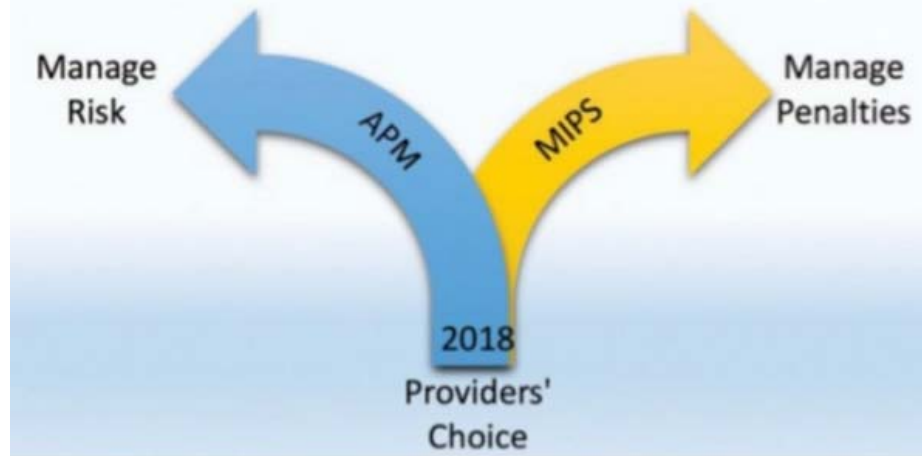 Manage
Risk
APM
MIPS
Manage
Penalties
2018
Providers'
Choice